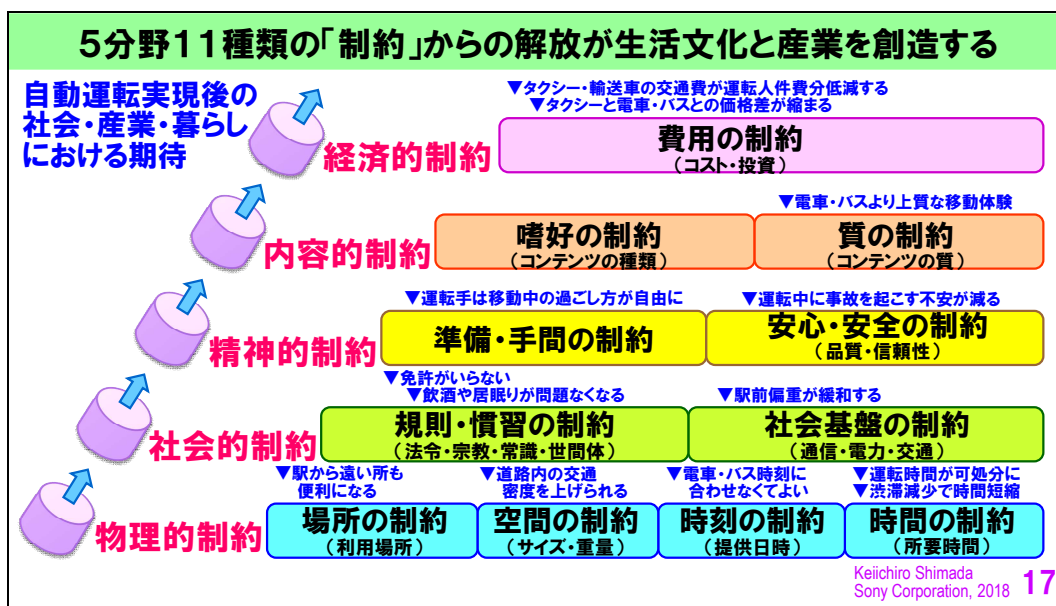 5分野11種類の「制約」からの解放が生活文化と産業を創造する
自動運転実現後の
社会・産業・暮らし
における期待
▼タクシー・輸送車の交通費が運転人件費分低減する
▼タクシーと電車・バスとの価格差が縮まる
経済的制約
費用の制約
(コスト・投資)
▼電車・バスより上質な移動体験
内容的制約
嗜好の制約
(コンテンツの種類)
質の制約
(コンテンツの質)
▼運転手は移動中の過ごし方が自由に
▼運転中に事故を起こす不安が減る
精神的制約
準備・手間の制約
安心・安全の制約
(品質・信頼性)
▼免許がいらない
▼飲酒や居眠りが問題なくなる
▼駅前偏重が緩和する
社会的制約
規則・慣習の制約
(法令・宗教・常識・世間体)
社会基盤の制約
(通信・電力・交通)
▼駅から遠い所も
便利になる
▼道路内の交通
密度を上げられる
▼電車・バス時刻に
合わせなくてよい
▼運転時間が可処分に
▼渋滞減少で時間短縮
物理的制約
場所の制約
(利用場所)
空間の制約
(サイズ・重量)
時刻の制約
(提供日時)
時間の制約
(所要時間)
Keiichiro Shimada
Sony Corporation, 2018
17